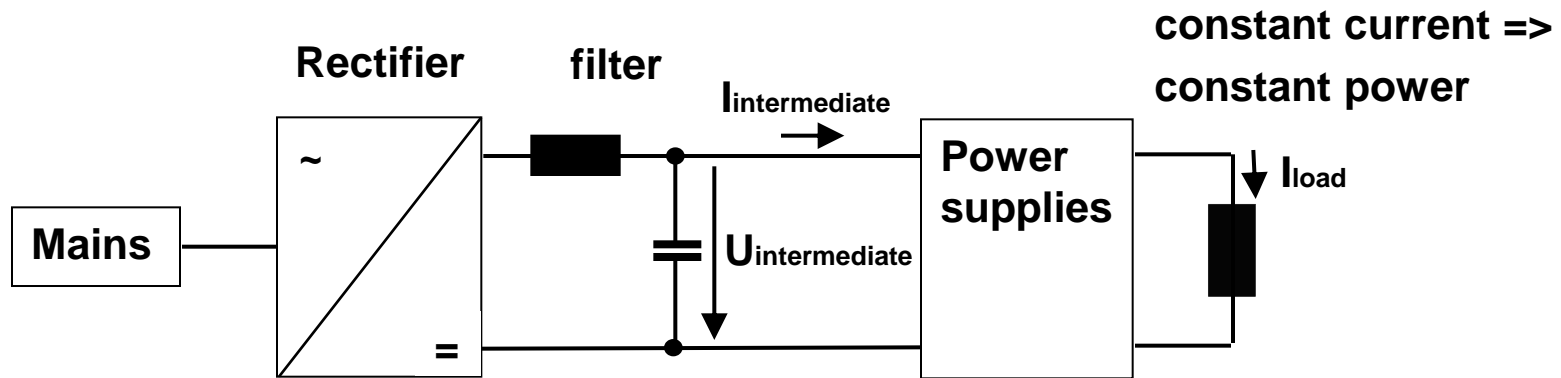 constant current =>
constant power
Rectifier
filter
Iintermediate
~
Power
supplies
Iload
Mains
Uintermediate
=